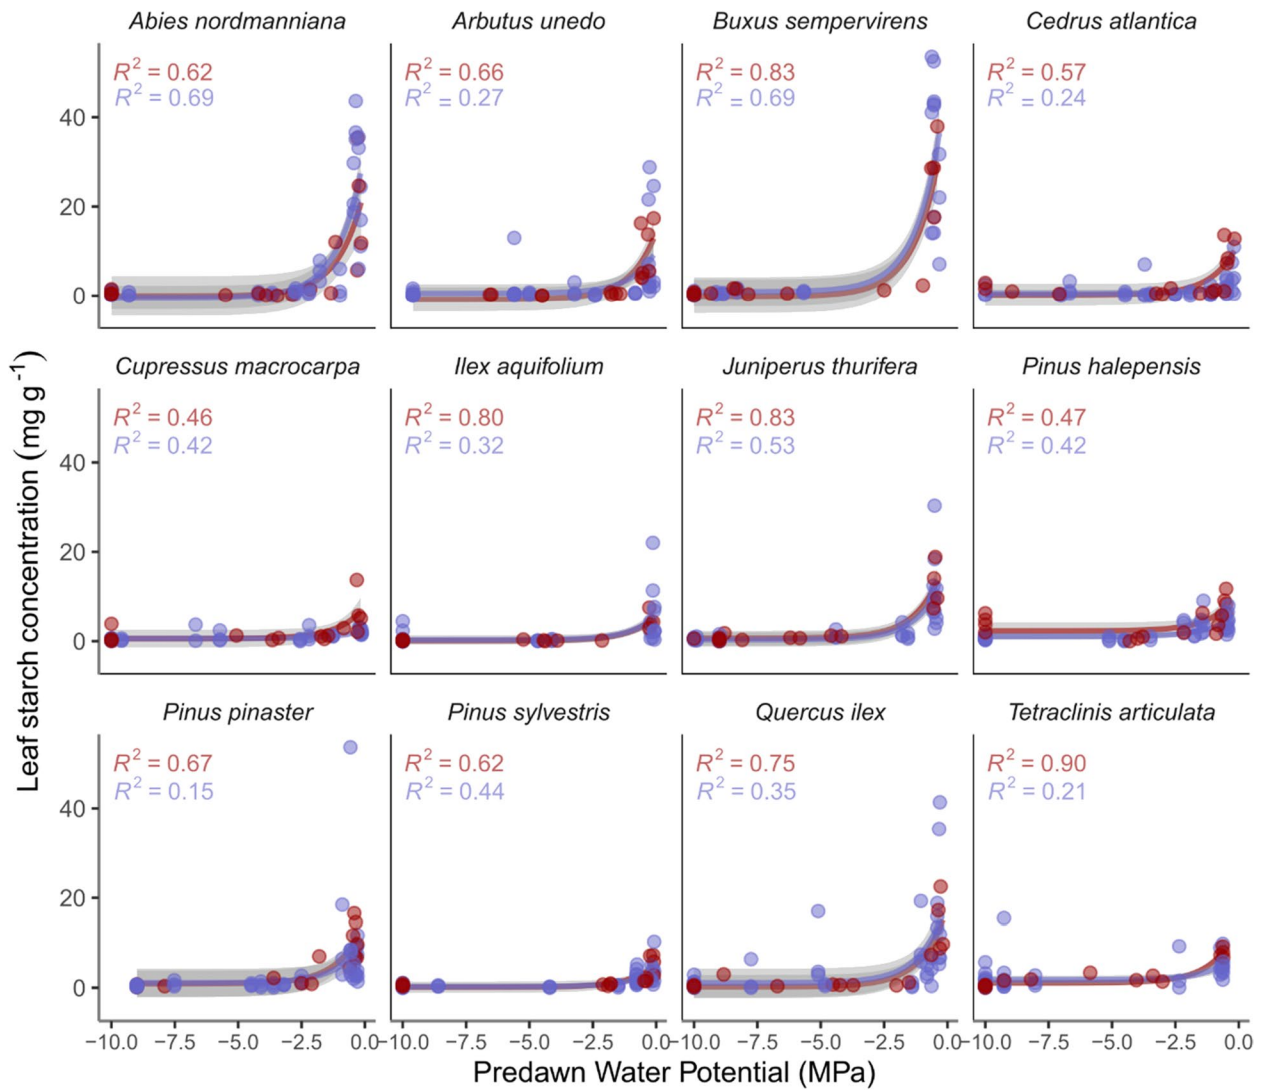 Abies nordmanniana
Arbutus unedo
Buxus sempervirens
Cedrus atlantica
R² = 0.62
R² = 0.69
R² = 0.66
R² = 0.27
R² = 0.83
R² = 0.69
R² = 0.57
R² = 0.24
40
20
0
Cupressus macrocarpa
Ilex aquifolium
Juniperus thurifera
Pinus halepensis
R² = 0.46
R² = 0.42
R² = 0.80
R² = 0.32
R² = 0.83
R² = 0.53
R² = 0.47
R² = 0.42
40
20
0
Leaf starch concentration (mg g⁻¹)
Pinus pinaster
Pinus sylvestris
Quercus ilex
Tetraclinis articulata
R² = 0.67
R² = 0.15
R² = 0.62
R² = 0.44
R² = 0.75
R² = 0.35
R² = 0.90
R² = 0.21
40
20
0
−10.0 −7.5 −5.0 −2.5 0.0 −10.0 −7.5 −5.0 −2.5 0.0 −10.0 −7.5 −5.0 −2.5 0.0 −10.0 −7.5 −5.0 −2.5 0.0
Predawn Water Potential (MPa)